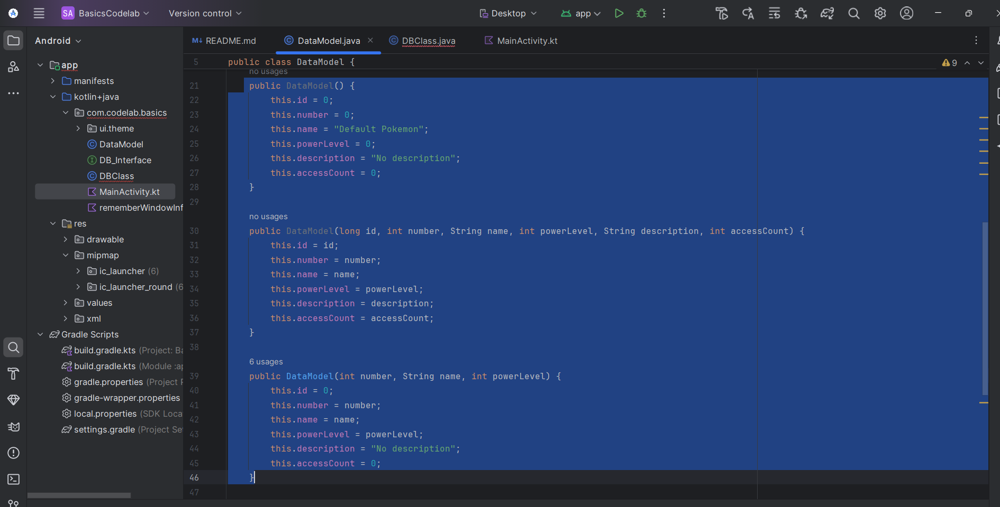 SA BasicsCodelab Version control Desktop app
Android
README.md DataModel.java DBClass.java MainActivity.kt
app
manifests
kotlin+java
com.codelab.basics
ui.theme
DataModel
DB_Interface
DBClass
MainActivity.kt
rememberWindowInf
res
drawable
mipmap
ic_launcher (6)
ic_launcher_round (6
values
xml
Gradle Scripts
build.gradle.kts (Project: Ba
build.gradle.kts (Module :ap
gradle.properties (Project P
gradle-wrapper.properties
local.properties (SDK Loca
settings.gradle (Project Set
5 public class DataModel { 9
no usages
21 public DataModel() {
22 this.id = 0;
23 this.number = 0;
24 this.name = "Default Pokemon";
25 this.powerLevel = 0;
26 this.description = "No description";
27 this.accessCount = 0;
28 }
29
no usages
30 public DataModel(long id, int number, String name, int powerLevel, String description, int accessCount) {
31 this.id = id;
32 this.number = number;
33 this.name = name;
34 this.powerLevel = powerLevel;
35 this.description = description;
36 this.accessCount = accessCount;
37 }
38
6 usages
39 public DataModel(int number, String name, int powerLevel) {
40 this.id = 0;
41 this.number = number;
42 this.name = name;
43 this.powerLevel = powerLevel;
44 this.description = "No description";
45 this.accessCount = 0;
46 }
47